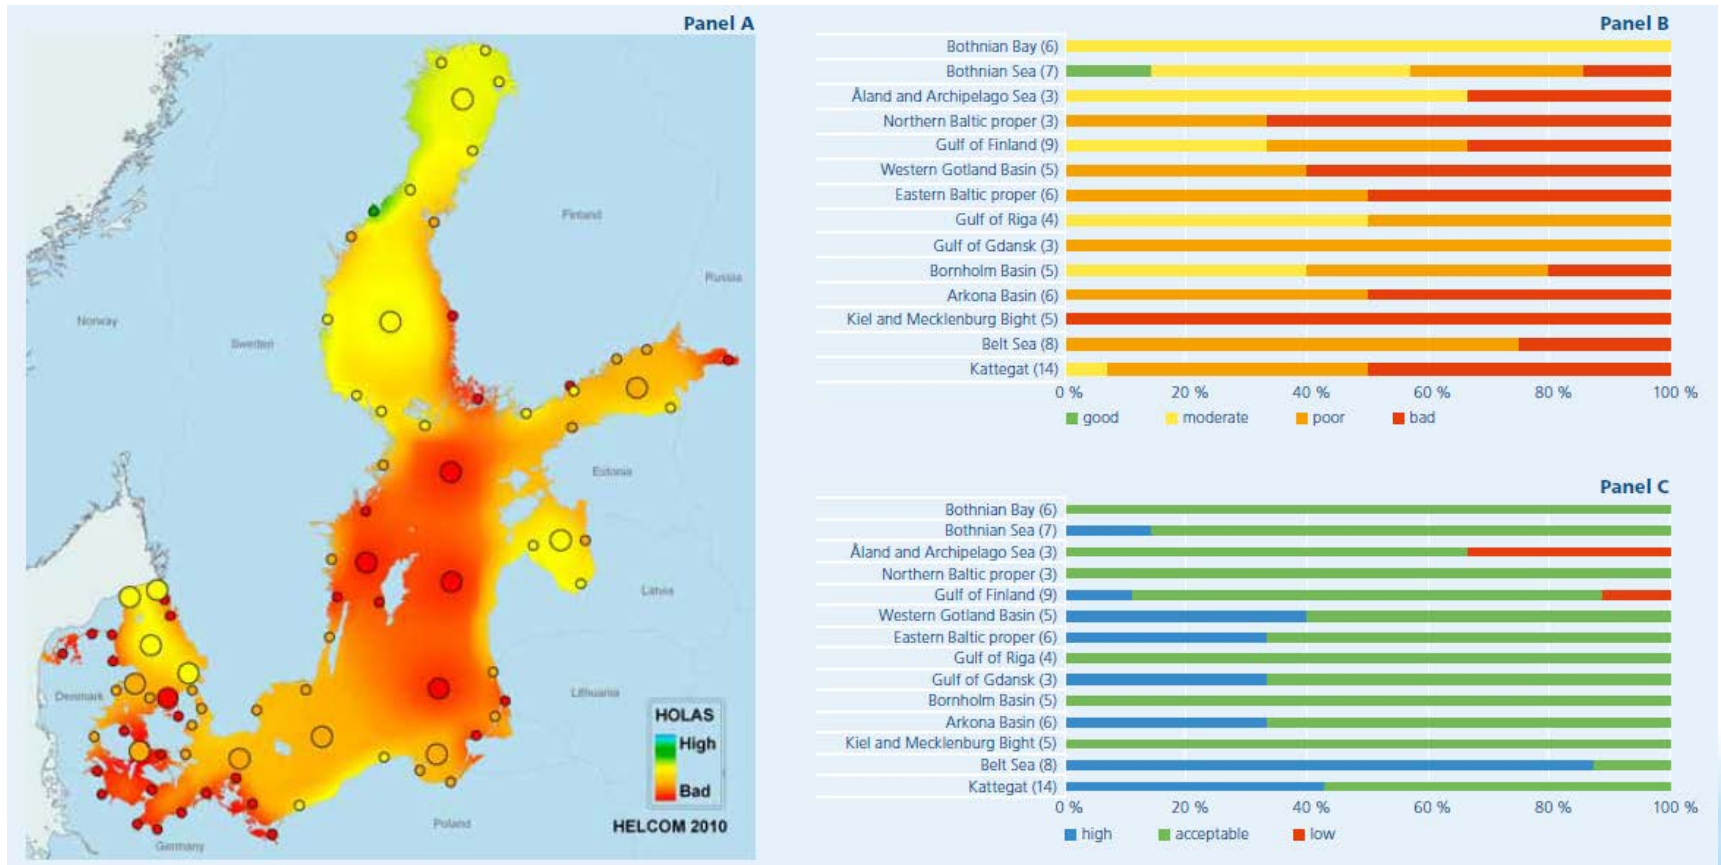 Panel A
Finland
Russia
Norway
Sweden
Estonia
Latvia
Denmark
Lithuania
HOLAS
High
Bad
HELCOM 2010
Poland
Germany
Panel B
Bothnian Bay (6)
Bothnian Sea (7)
Åland and Archipelago Sea (3)
Northern Baltic proper (3)
Gulf of Finland (9)
Western Gotland Basin (5)
Eastern Baltic proper (6)
Gulf of Riga (4)
Gulf of Gdansk (3)
Bornholm Basin (5)
Arkona Basin (6)
Kiel and Mecklenburg Bight (5)
Belt Sea (8)
Kattegat (14)
0 % 20 % 40 % 60 % 80 % 100 %
good moderate poor bad
Panel C
Bothnian Bay (6)
Bothnian Sea (7)
Åland and Archipelago Sea (3)
Northern Baltic proper (3)
Gulf of Finland (9)
Western Gotland Basin (5)
Eastern Baltic proper (6)
Gulf of Riga (4)
Gulf of Gdansk (3)
Bornholm Basin (5)
Arkona Basin (6)
Kiel and Mecklenburg Bight (5)
Belt Sea (8)
Kattegat (14)
0 % 20 % 40 % 60 % 80 % 100 %
high acceptable low